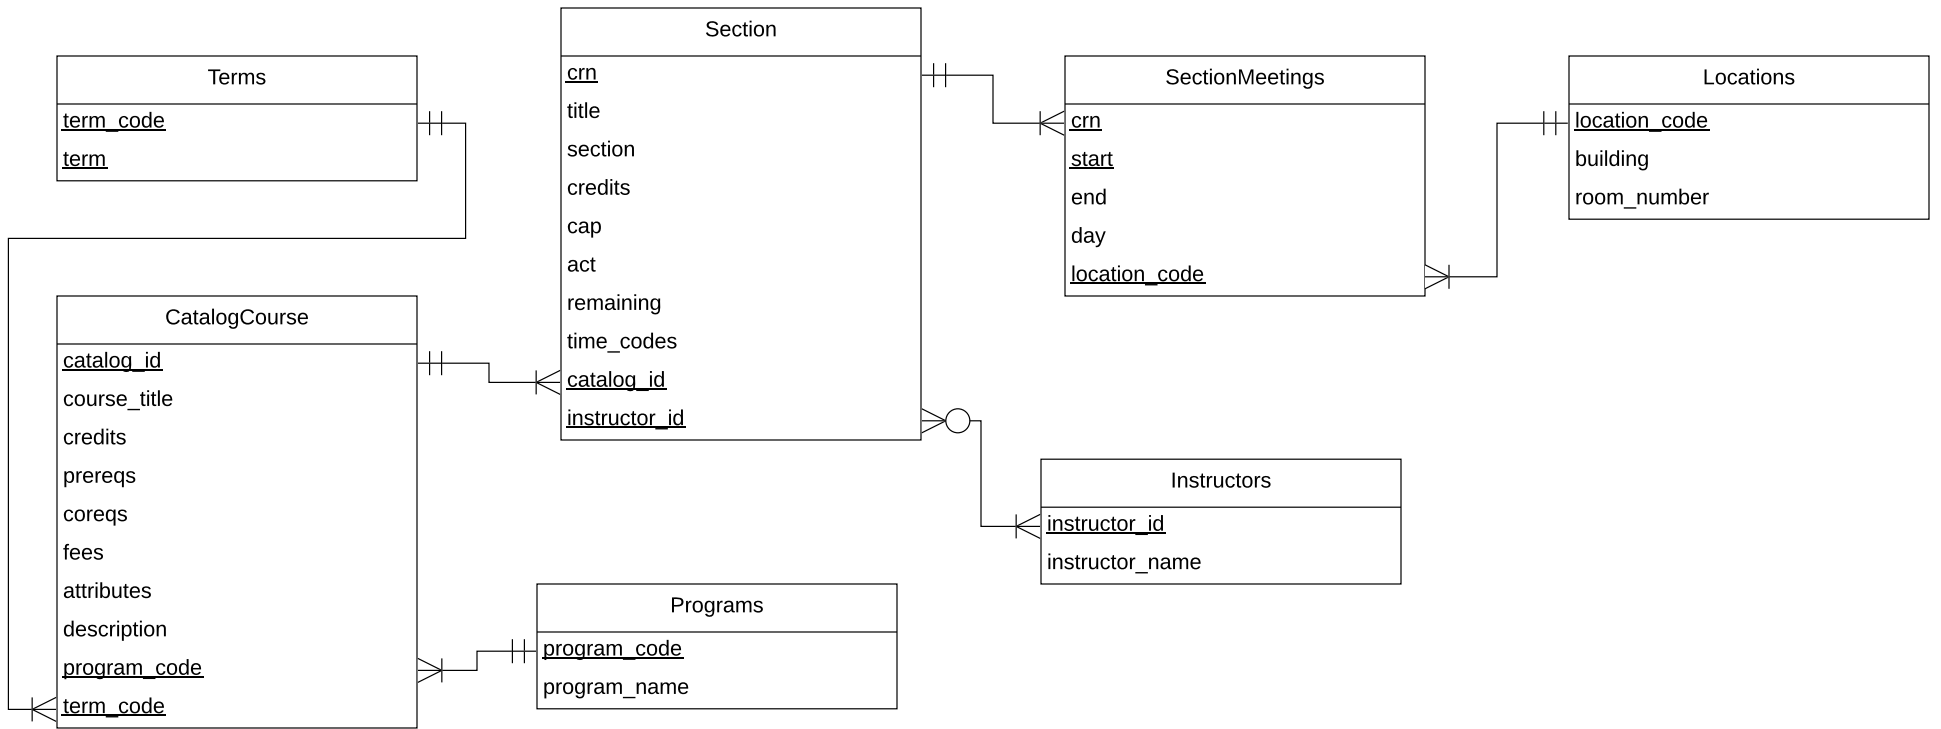 Terms
term_code
term
CatalogCourse
catalog_id
course_title
credits
prereqs
coreqs
fees
attributes
description
program_code
term_code
Section
crn
title
section
credits
cap
act
remaining
time_codes
catalog_id
instructor_id
Programs
program_code
program_name
SectionMeetings
crn
start
end
day
location_code
Instructors
instructor_id
instructor_name
Locations
location_code
building
room_number